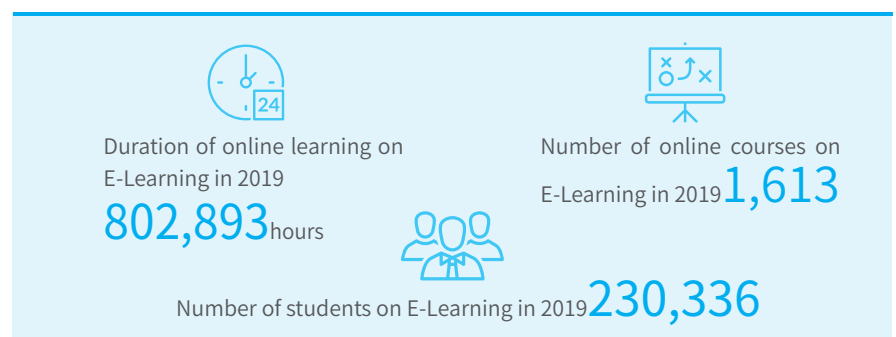 24
Duration of online learning on
E-Learning in 2019
802,893hours
Number of online courses on
E-Learning in 2019 1,613
Number of students on E-Learning in 2019 230,336